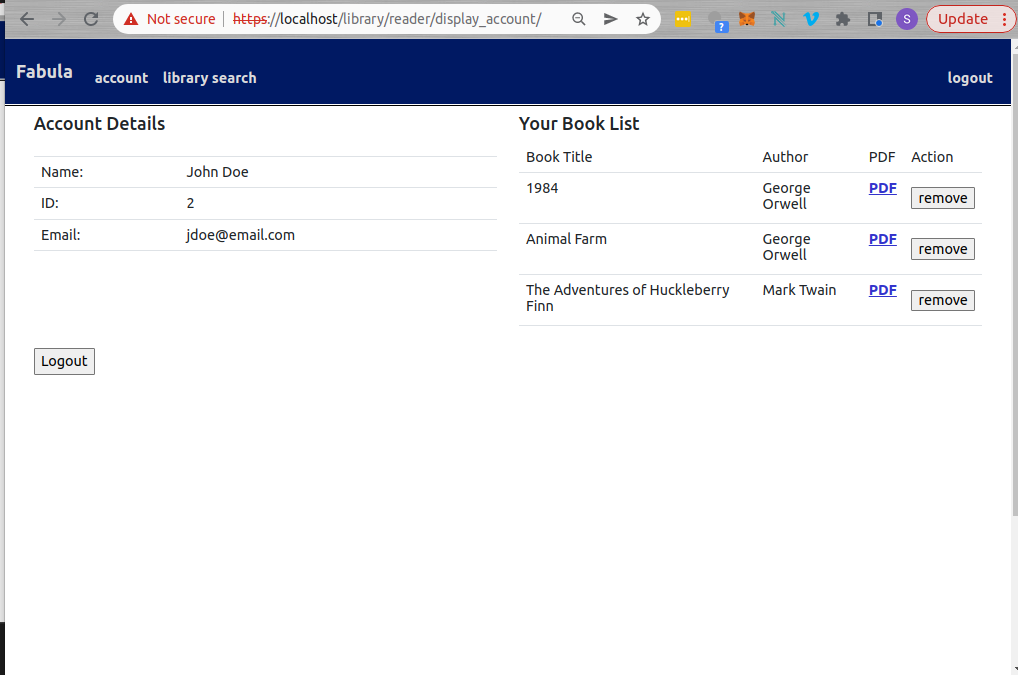 Not secure https://localhost/library/reader/display_account/ ? S Update
Fabula account library search logout
Account Details
Name: John Doe
ID: 2
Email: jdoe@email.com
Logout
Your Book List
Book Title Author PDF Action
1984 George Orwell PDF remove
Animal Farm George Orwell PDF remove
The Adventures of Huckleberry Finn Mark Twain PDF remove